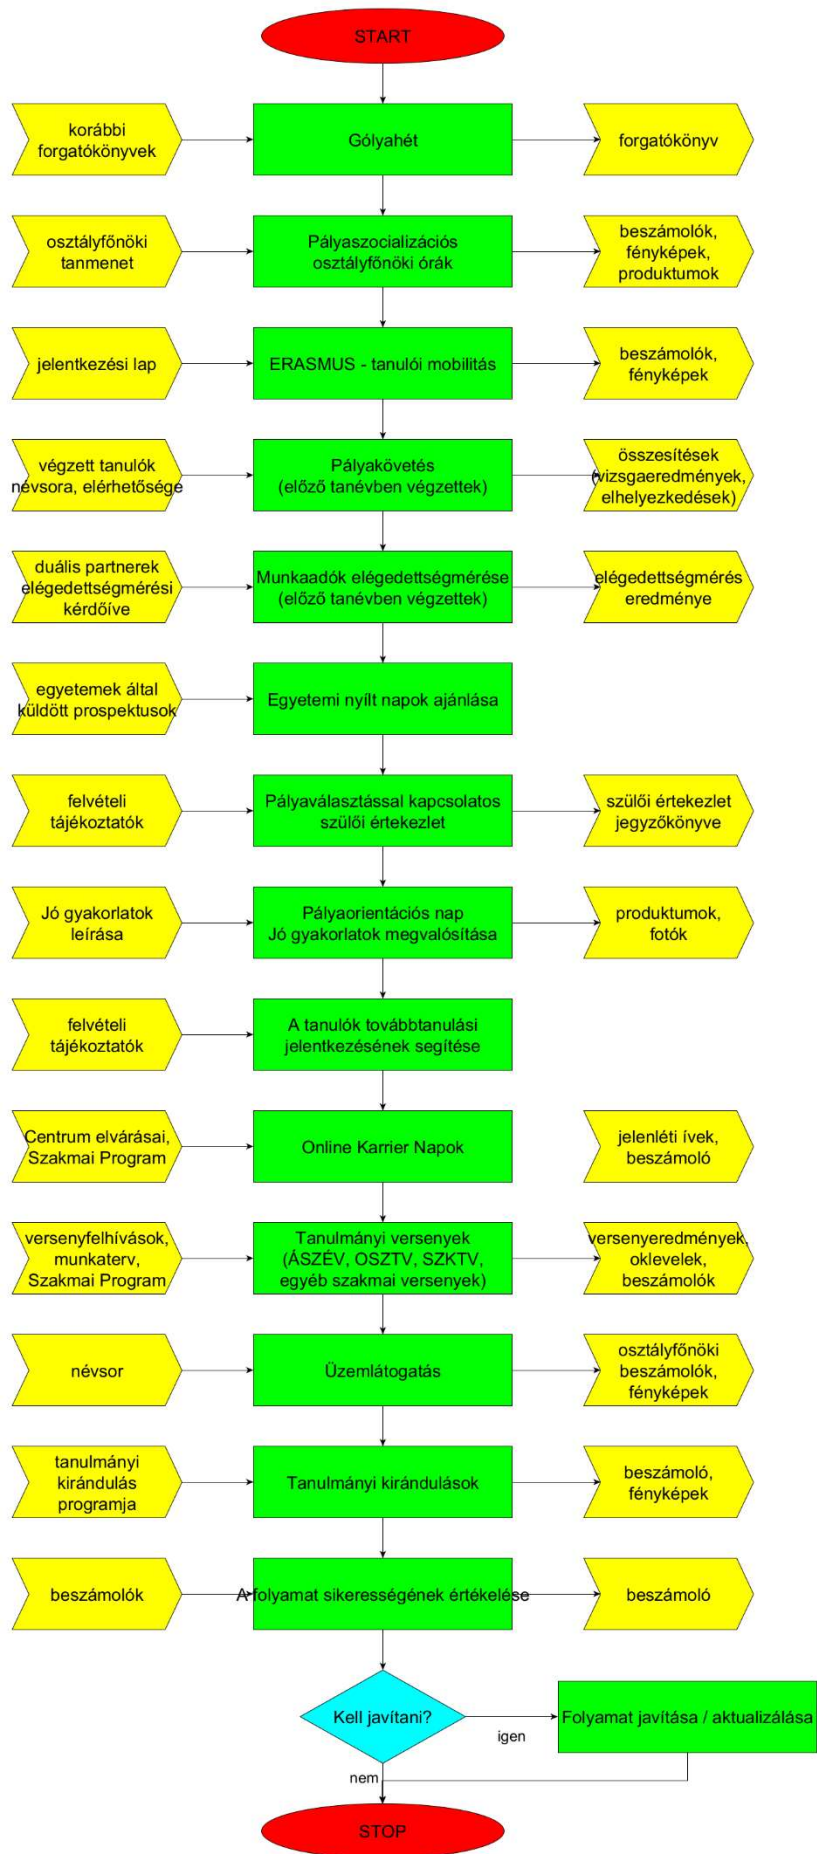 START
korábbi
forgatókönyvek
Gólyahét
forgatókönyv
osztályfőnöki
tanmenet
Pályaszocializációs
osztályfőnöki órák
beszámolók,
fényképek,
produktumok
jelentkezési lap
ERASMUS - tanulói mobilitás
beszámolók,
fényképek
végzett tanulók
névsora, elérhetősége
Pályakövetés
(előző tanévben végzettek)
összesítések
(vizsgaeredmények,
elhelyezkedések)
duális partnerek
elégedettségmérési
kérdőíve
Munkaadók elégedettségmérése
(előző tanévben végzettek)
elégedettségmérés
eredménye
egyetemek által
küldött prospektusok
Egyetemi nyílt napok ajánlása
felvételi
tájékoztatók
Pályaválasztással kapcsolatos
szülői értekezlet
szülői értekezlet
jegyzőkönyve
Jó gyakorlatok
leírása
Pályaorientációs nap
Jó gyakorlatok megvalósítása
produktumok,
fotók
felvételi
tájékoztatók
A tanulók továbbtanulási
jelentkezésének segítése
Centrum elvárásai,
Szakmai Program
Online Karrier Napok
jelenléti ívek,
beszámoló
versenyfelhívások,
munkaterv,
Szakmai Program
Tanulmányi versenyek
(ÁSZÉV, OSZTV, SZKTV,
egyéb szakmai versenyek)
versenyeredmények,
oklevelek,
beszámolók
névsor
Üzemlátogatás
osztályfőnöki
beszámolók,
fényképek
tanulmányi
kirándulás
programja
Tanulmányi kirándulások
beszámoló,
fényképek
beszámolók
A folyamat sikerességének értékelése
beszámoló
Kell javítani?
igen
Folyamat javítása / aktualizálása
nem
STOP